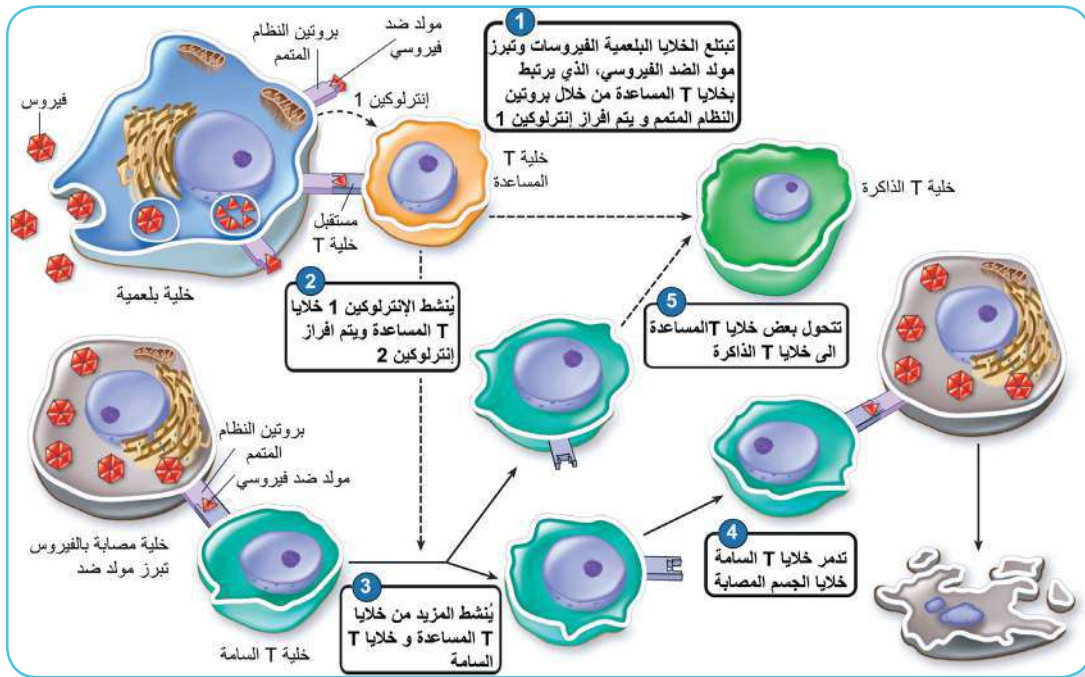 1
تبتلع الخلايا البلعمية الفيروسات وتبرز
مولد الضد الفيروسي، الذي يرتبط
بخلايا T المساعدة من خلال بروتين
النظام المتمم و يتم افراز إنترلوكين 1
مولد ضد
فيروسي
بروتين النظام
المتمم
إنترلوكين 1
فيروس
خلية T
المساعدة
خلية T الذاكرة
مستقبل
خلية T
خلية بلعمية
2
يُنشط الإنترلوكين 1 خلايا
T المساعدة ويتم افراز
إنترلوكين 2
5
تتحول بعض خلايا Tالمساعدة
الى خلايا T الذاكرة
بروتين النظام
المتمم
مولد ضد فيروسي
خلية مصابة بالفيروس
تبرز مولد ضد
خلية T السامة
3
يُنشط المزيد من خلايا
T المساعدة و خلايا T
السامة
4
تدمر خلايا T السامة
خلايا الجسم المصابة